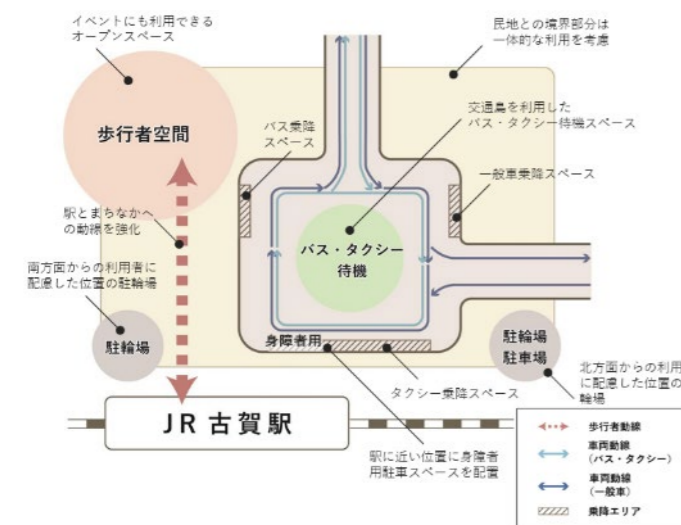 イベントにも利用できる
オープンスペース
民地との境界部分は
一体的な利用を考慮
歩行者空間
バス乗降
スペース
交通島を利用した
バス・タクシー待機スペース
一般車乗降スペース
駅とまちなかへ
の動線を強化
バス・タクシー
待機
南方面からの利用者に
配慮した位置の駐輪場
駐輪場
身障者用
駐輪場
駐車場
タクシー乗降スペース
北方面からの利用
に配慮した位置の
輪場
JR 古賀駅
駅に近い位置に身障者
用駐車スペースを配置
歩行者動線
車両動線
（バス・タクシー）
車両動線
（一般車）
乗降エリア